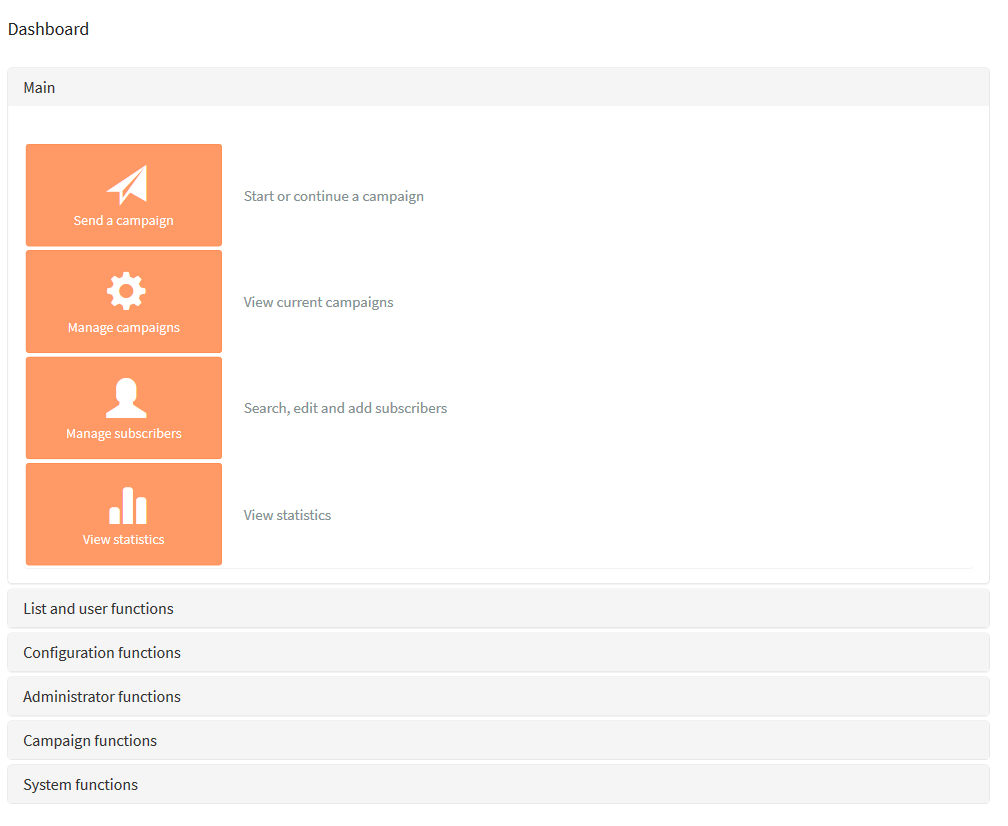 Dashboard
Main
Send a campaign
Start or continue a campaign
Manage campaigns
View current campaigns
Manage subscribers
Search, edit and add subscribers
View statistics
View statistics
List and user functions
Configuration functions
Administrator functions
Campaign functions
System functions